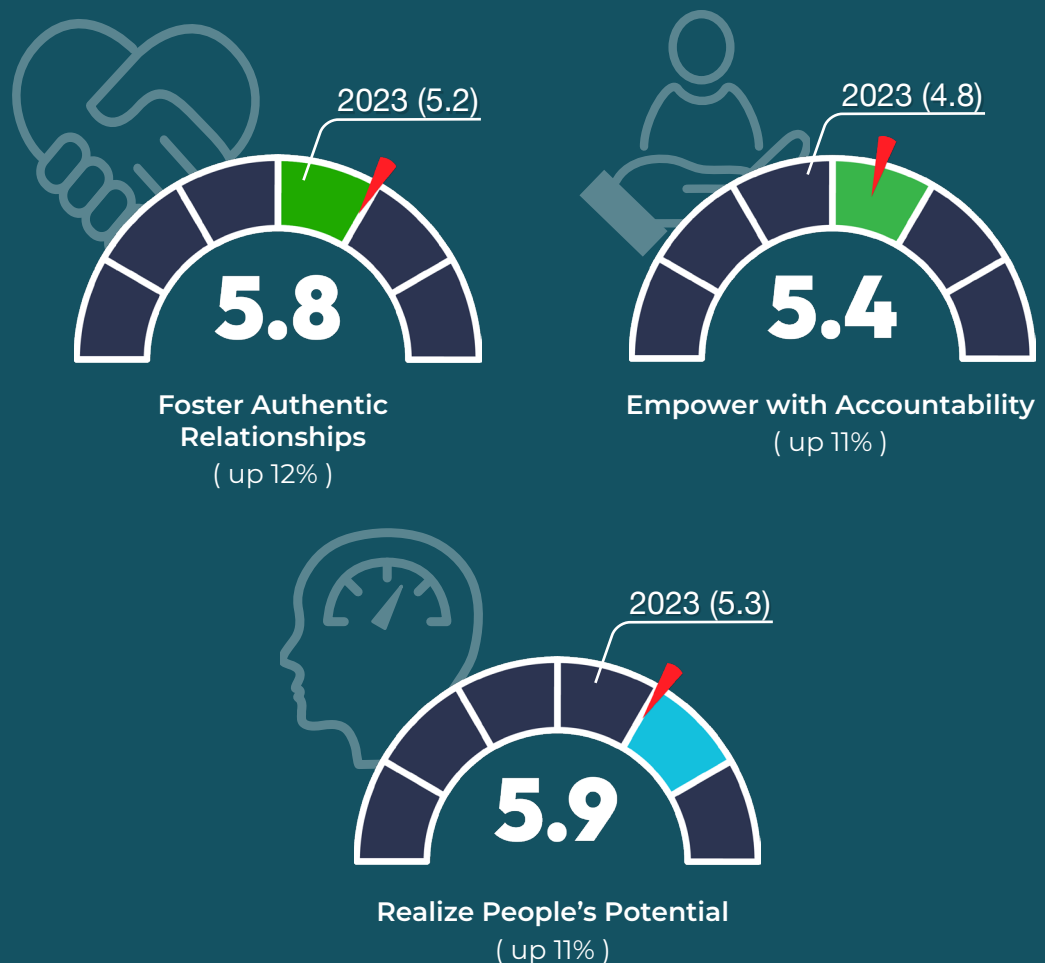 2023 (5.2)
5.8
Foster Authentic
Relationships
( up 12% )
2023 (4.8)
5.4
Empower with Accountability
( up 11% )
2023 (5.3)
5.9
Realize People’s Potential
( up 11% )